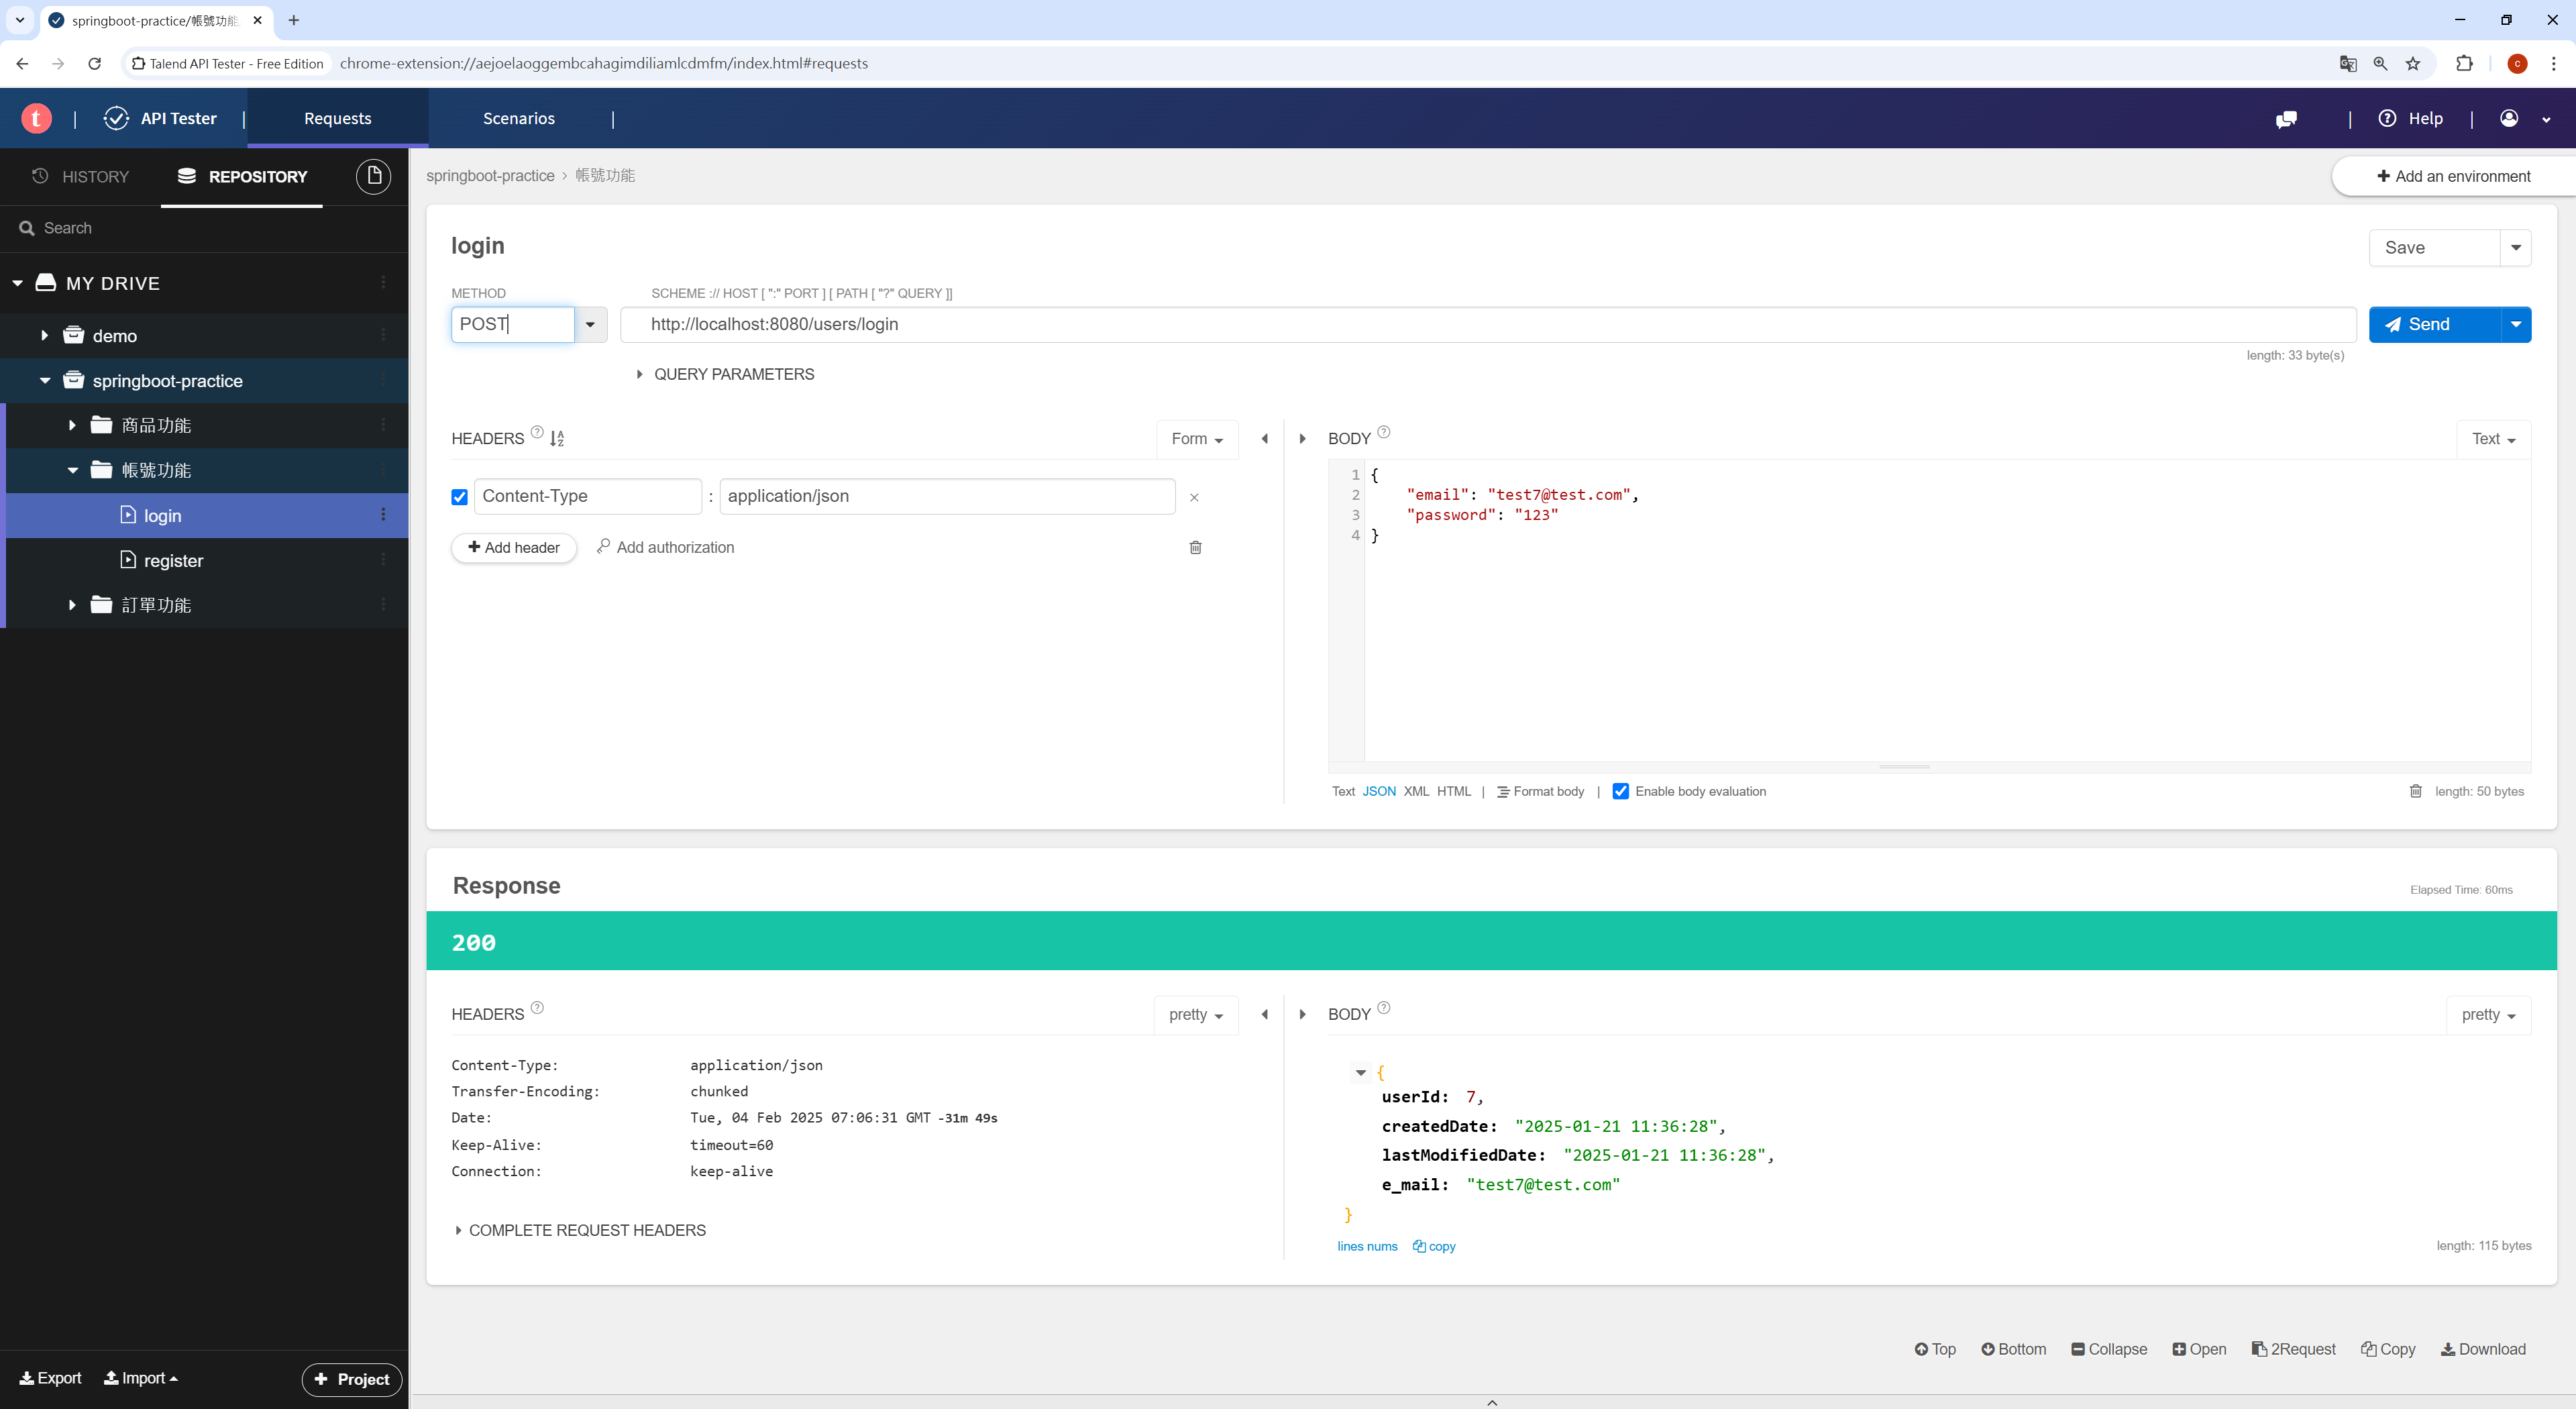 springboot-practice/帳號功能
Talend API Tester - Free Edition
chrome-extension://aejoelaoggembcahagimdiliamlcdmfm/index.html#requests
c
t | API Tester | Requests Scenarios |
| Help |
HISTORY REPOSITORY
springboot-practice › 帳號功能
+ Add an environment
Search
MY DRIVE
demo
springboot-practice
商品功能
帳號功能
login
register
訂單功能
Export Import + Project
login
Save
METHOD SCHEME :// HOST [ ":" PORT ] [ PATH [ "?" QUERY ]]
POST http://localhost:8080/users/login Send
length: 33 byte(s)
QUERY PARAMETERS
HEADERS ? Form
Content-Type : application/json ×
+ Add header Add authorization
BODY ? Text
1 {
2 "email": "test7@test.com",
3 "password": "123"
4 }
Text JSON XML HTML | Format body | Enable body evaluation length: 50 bytes
Response Elapsed Time: 60ms
200
HEADERS ? pretty
Content-Type: application/json
Transfer-Encoding: chunked
Date: Tue, 04 Feb 2025 07:06:31 GMT -31m 49s
Keep-Alive: timeout=60
Connection: keep-alive
COMPLETE REQUEST HEADERS
BODY ? pretty
{
userId: 7,
createdDate: "2025-01-21 11:36:28",
lastModifiedDate: "2025-01-21 11:36:28",
e_mail: "test7@test.com"
}
lines nums copy length: 115 bytes
Top Bottom Collapse Open 2Request Copy Download